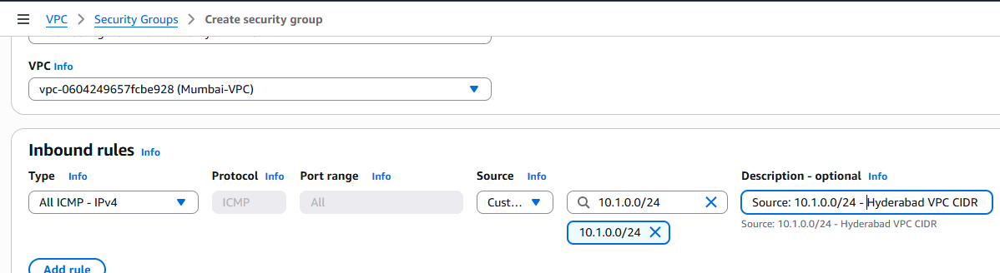 VPC > Security Groups > Create security group
VPC Info
vpc-0604249657fcbe928 (Mumbai-VPC)
Inbound rules Info
Type Info Protocol Info Port range Info Source Info Description - optional Info
All ICMP - IPv4 ICMP All Cust... 10.1.0.0/24 Source: 10.1.0.0/24 - Hyderabad VPC CIDR
10.1.0.0/24 Source: 10.1.0.0/24 - Hyderabad VPC CIDR
Add rule